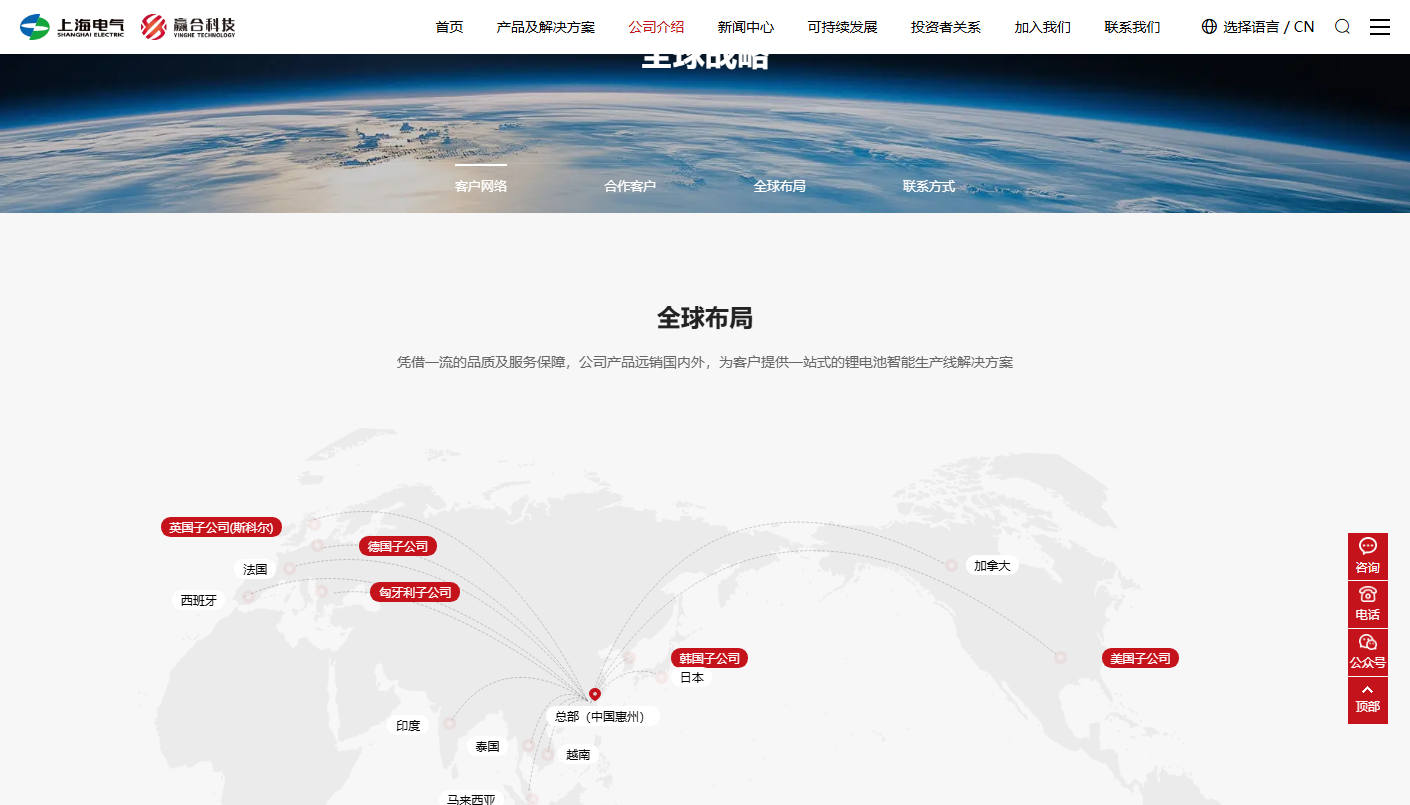 上海电气
SHANGHAI ELECTRIC
赢合科技
YINGHE TECHNOLOGY
首页
产品及解决方案
公司介绍
新闻中心
可持续发展
投资者关系
加入我们
联系我们
选择语言 / CN
全球战略
客户网络
合作客户
全球布局
联系方式
全球布局
凭借一流的品质及服务保障，公司产品远销国内外，为客户提供一站式的锂电池智能生产线解决方案
英国子公司(斯科尔)
德国子公司
法国
加拿大
匈牙利子公司
西班牙
韩国子公司
美国子公司
日本
总部（中国惠州）
印度
泰国
越南
马来西亚
咨询
电话
公众号
顶部